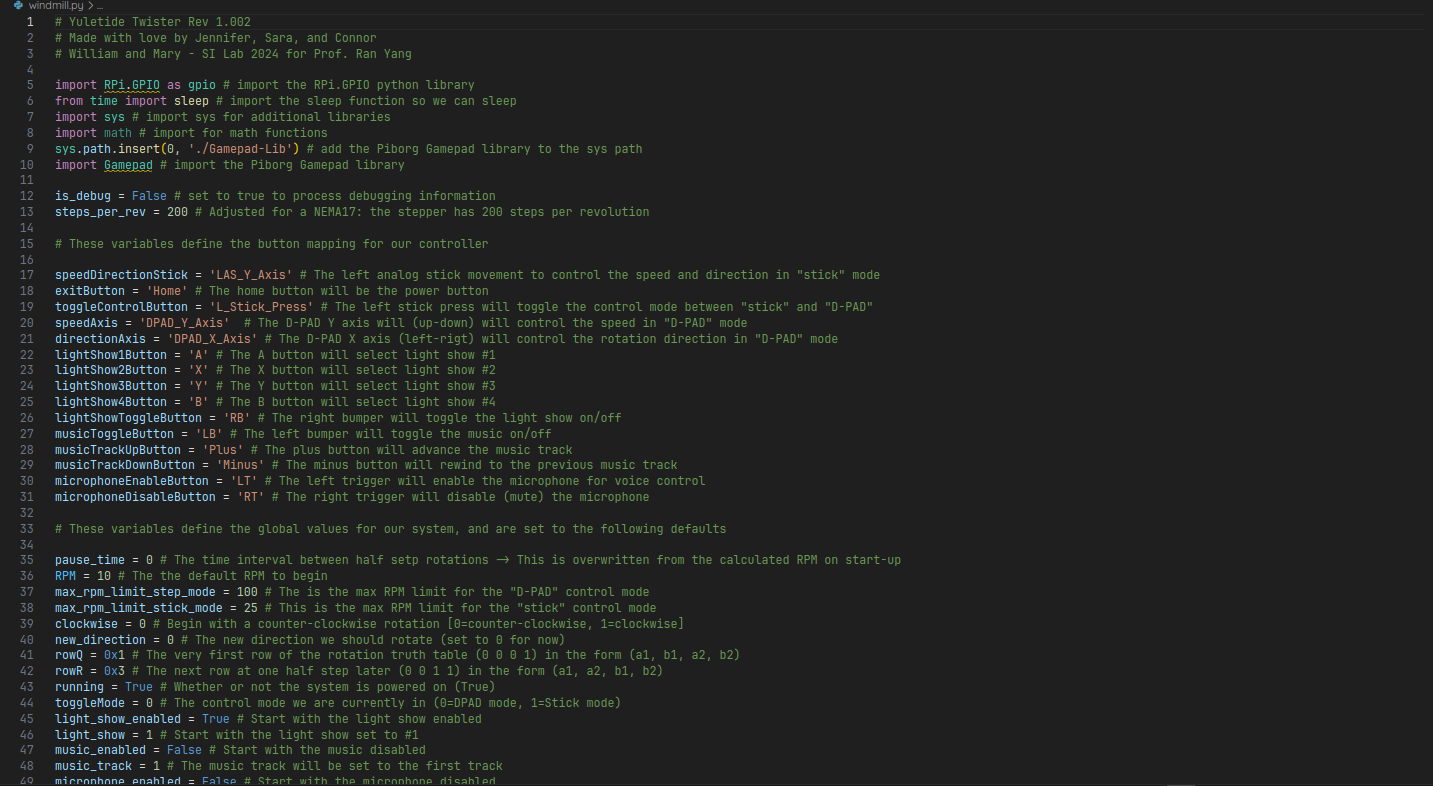 windmill.py > ...
1 # Yuletide Twister Rev 1.002
2 # Made with love by Jennifer, Sara, and Connor
3 # William and Mary - SI Lab 2024 for Prof. Ran Yang
4
5 import RPi.GPIO as gpio # import the RPi.GPIO python library
6 from time import sleep # import the sleep function so we can sleep
7 import sys # import sys for additional libraries
8 import math # import for math functions
9 sys.path.insert(0, './Gamepad-Lib') # add the Piborg Gamepad library to the sys path
10 import Gamepad # import the Piborg Gamepad library
11
12 is_debug = False # set to true to process debugging information
13 steps_per_rev = 200 # Adjusted for a NEMA17: the stepper has 200 steps per revolution
14
15 # These variables define the button mapping for our controller
16
17 speedDirectionStick = 'LAS_Y_Axis' # The left analog stick movement to control the speed and direction in "stick" mode
18 exitButton = 'Home' # The home button will be the power button
19 toggleControlButton = 'L_Stick_Press' # The left stick press will toggle the control mode between "stick" and "D-PAD"
20 speedAxis = 'DPAD_Y_Axis'  # The D-PAD Y axis will (up-down) will control the speed in "D-PAD" mode
21 directionAxis = 'DPAD_X_Axis' # The D-PAD X axis (left-rigt) will control the rotation direction in "D-PAD" mode
22 lightShow1Button = 'A' # The A button will select light show #1
23 lightShow2Button = 'X' # The X button will select light show #2
24 lightShow3Button = 'Y' # The Y button will select light show #3
25 lightShow4Button = 'B' # The B button will select light show #4
26 lightShowToggleButton = 'RB' # The right bumper will toggle the light show on/off
27 musicToggleButton = 'LB' # The left bumper will toggle the music on/off
28 musicTrackUpButton = 'Plus' # The plus button will advance the music track
29 musicTrackDownButton = 'Minus' # The minus button will rewind to the previous music track
30 microphoneEnableButton = 'LT' # The left trigger will enable the microphone for voice control
31 microphoneDisableButton = 'RT' # The right trigger will disable (mute) the microphone
32
33 # These variables define the global values for our system, and are set to the following defaults
34
35 pause_time = 0 # The time interval between half setp rotations -> This is overwritten from the calculated RPM on start-up
36 RPM = 10 # The the default RPM to begin
37 max_rpm_limit_step_mode = 100 # The is the max RPM limit for the "D-PAD" control mode
38 max_rpm_limit_stick_mode = 25 # This is the max RPM limit for the "stick" control mode
39 clockwise = 0 # Begin with a counter-clockwise rotation [0=counter-clockwise, 1=clockwise]
40 new_direction = 0 # The new direction we should rotate (set to 0 for now)
41 rowQ = 0x1 # The very first row of the rotation truth table (0 0 0 1) in the form (a1, b1, a2, b2)
42 rowR = 0x3 # The next row at one half step later (0 0 1 1) in the form (a1, a2, b1, b2)
43 running = True # Whether or not the system is powered on (True)
44 toggleMode = 0 # The control mode we are currently in (0=DPAD mode, 1=Stick mode)
45 light_show_enabled = True # Start with the light show enabled
46 light_show = 1 # Start with the light show set to #1
47 music_enabled = False # Start with the music disabled
48 music_track = 1 # The music track will be set to the first track
49 microphone_enabled = False # Start with the microphone disabled